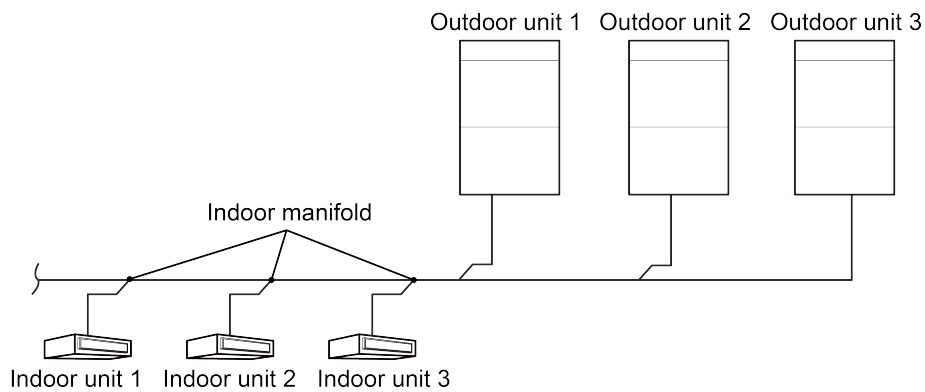 Outdoor unit 1
Outdoor unit 2
Outdoor unit 3
Indoor manifold
Indoor unit 1
Indoor unit 2
Indoor unit 3